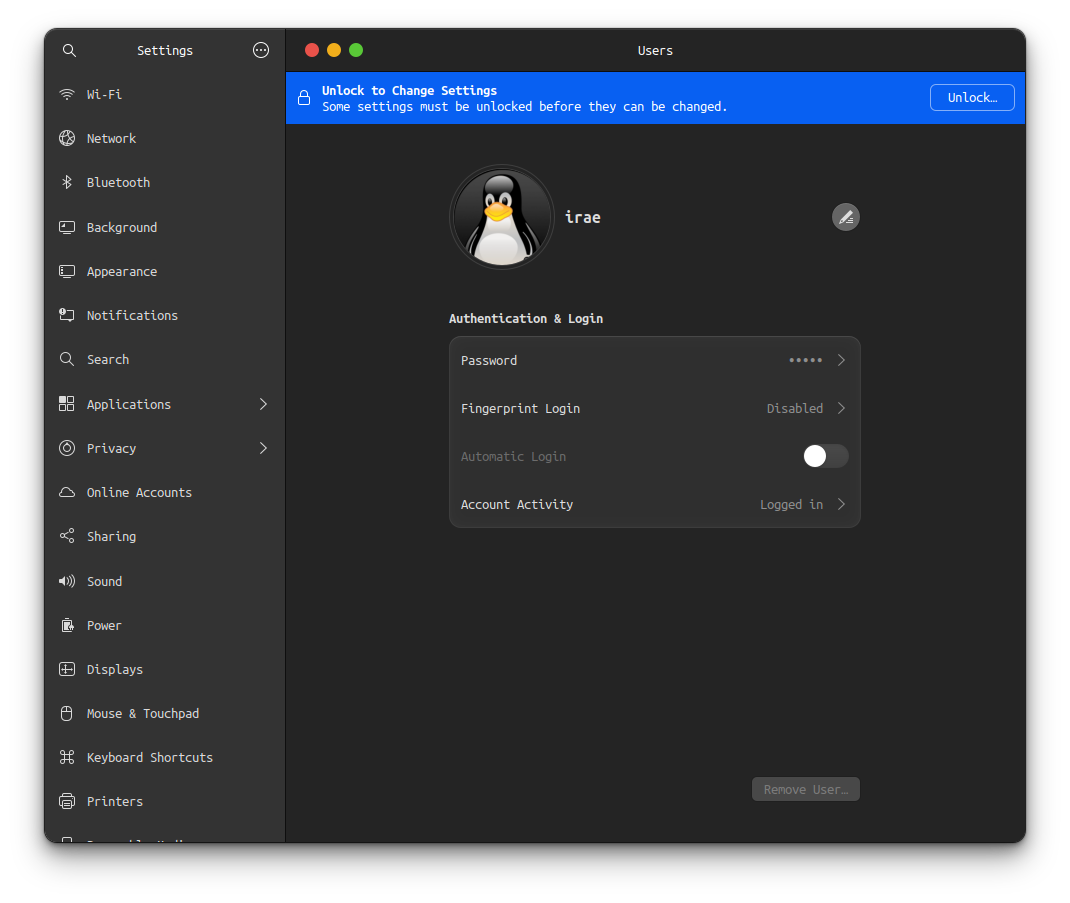 Settings
Users
Unlock to Change Settings
Some settings must be unlocked before they can be changed.
Unlock…
Wi-Fi
Network
Bluetooth
Background
Appearance
Notifications
Search
Applications
Privacy
Online Accounts
Sharing
Sound
Power
Displays
Mouse & Touchpad
Keyboard Shortcuts
Printers
irae
Authentication & Login
Password •••••
Fingerprint Login Disabled
Automatic Login
Account Activity Logged in
Remove User…